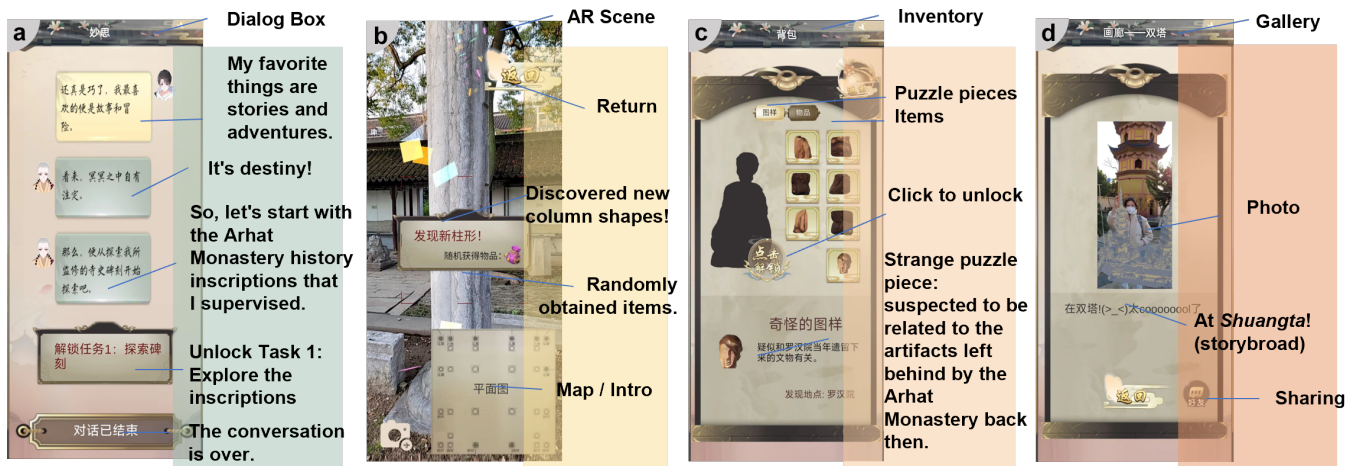 a
妙思
Dialog Box
还真是巧了，我最喜
欢的便是故事和冒
险。
My favorite
things are
stories and
adventures.
看来，冥冥之中自有
注定。
It's destiny!
那么，便从探索我所
监修的寺史碑刻开始
探索吧。
So, let's start with
the Arhat
Monastery history
inscriptions that
I supervised.
解锁任务1：探索碑
刻
Unlock Task 1:
Explore the
inscriptions
对话已结束
The conversation
is over.
b
AR Scene
返回
Return
Discovered new
column shapes!
发现新柱形！
随机获得物品：
Randomly
obtained items.
平面图
Map / Intro
c
背包
Inventory
图样
物品
Puzzle pieces
Items
点击
解锁
Click to unlock
Strange puzzle
piece:
suspected to be
related to the
artifacts left
behind by the
Arhat
Monastery back
then.
奇怪的图样
疑似和罗汉院当年遗留下
来的文物有关。
发现地点：罗汉院
d
画廊——双塔
Gallery
Photo
在双塔!(>_<)太coooooool了
At Shuangta!
(storybroad)
返回
好友
Sharing